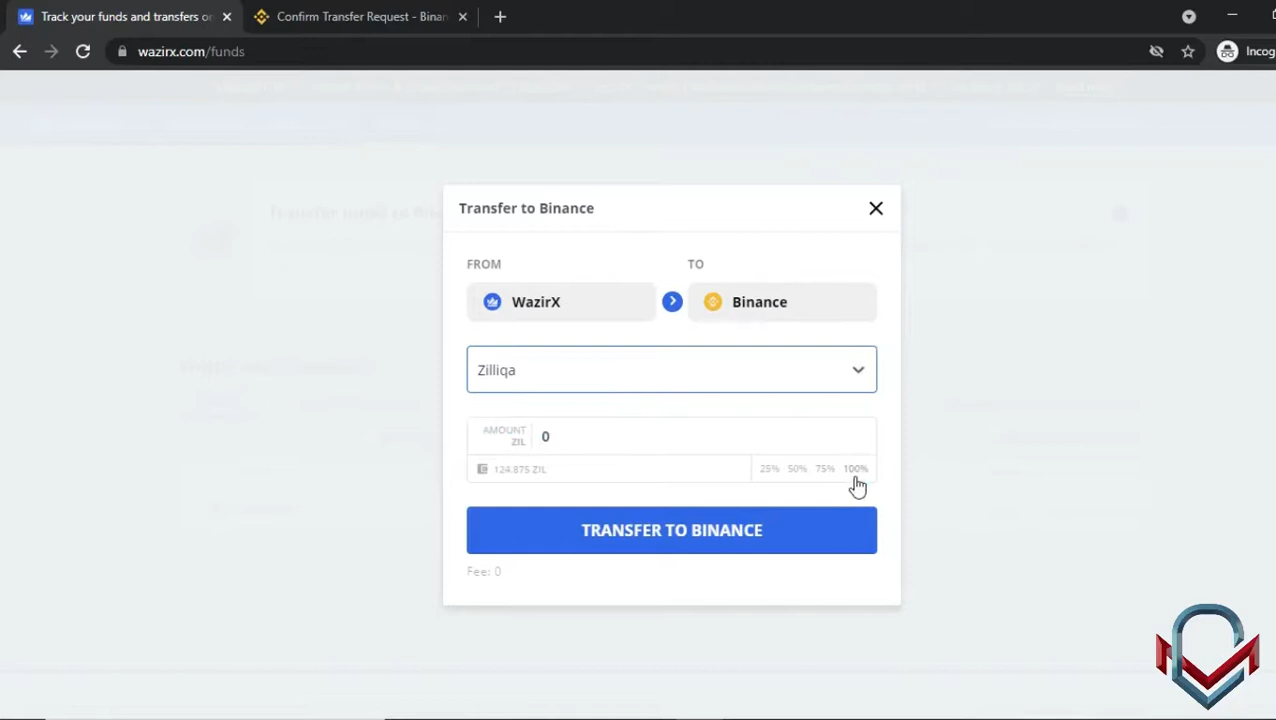 Track your funds and transfers o
Confirm Transfer Request - Binan
wazirx.com/funds
Incog
Transfer to Binance
FROM
TO
WazirX
Binance
Zilliqa
AMOUNT
ZIL
0
124.875 ZIL
25% 50% 75% 100%
TRANSFER TO BINANCE
Fee: 0